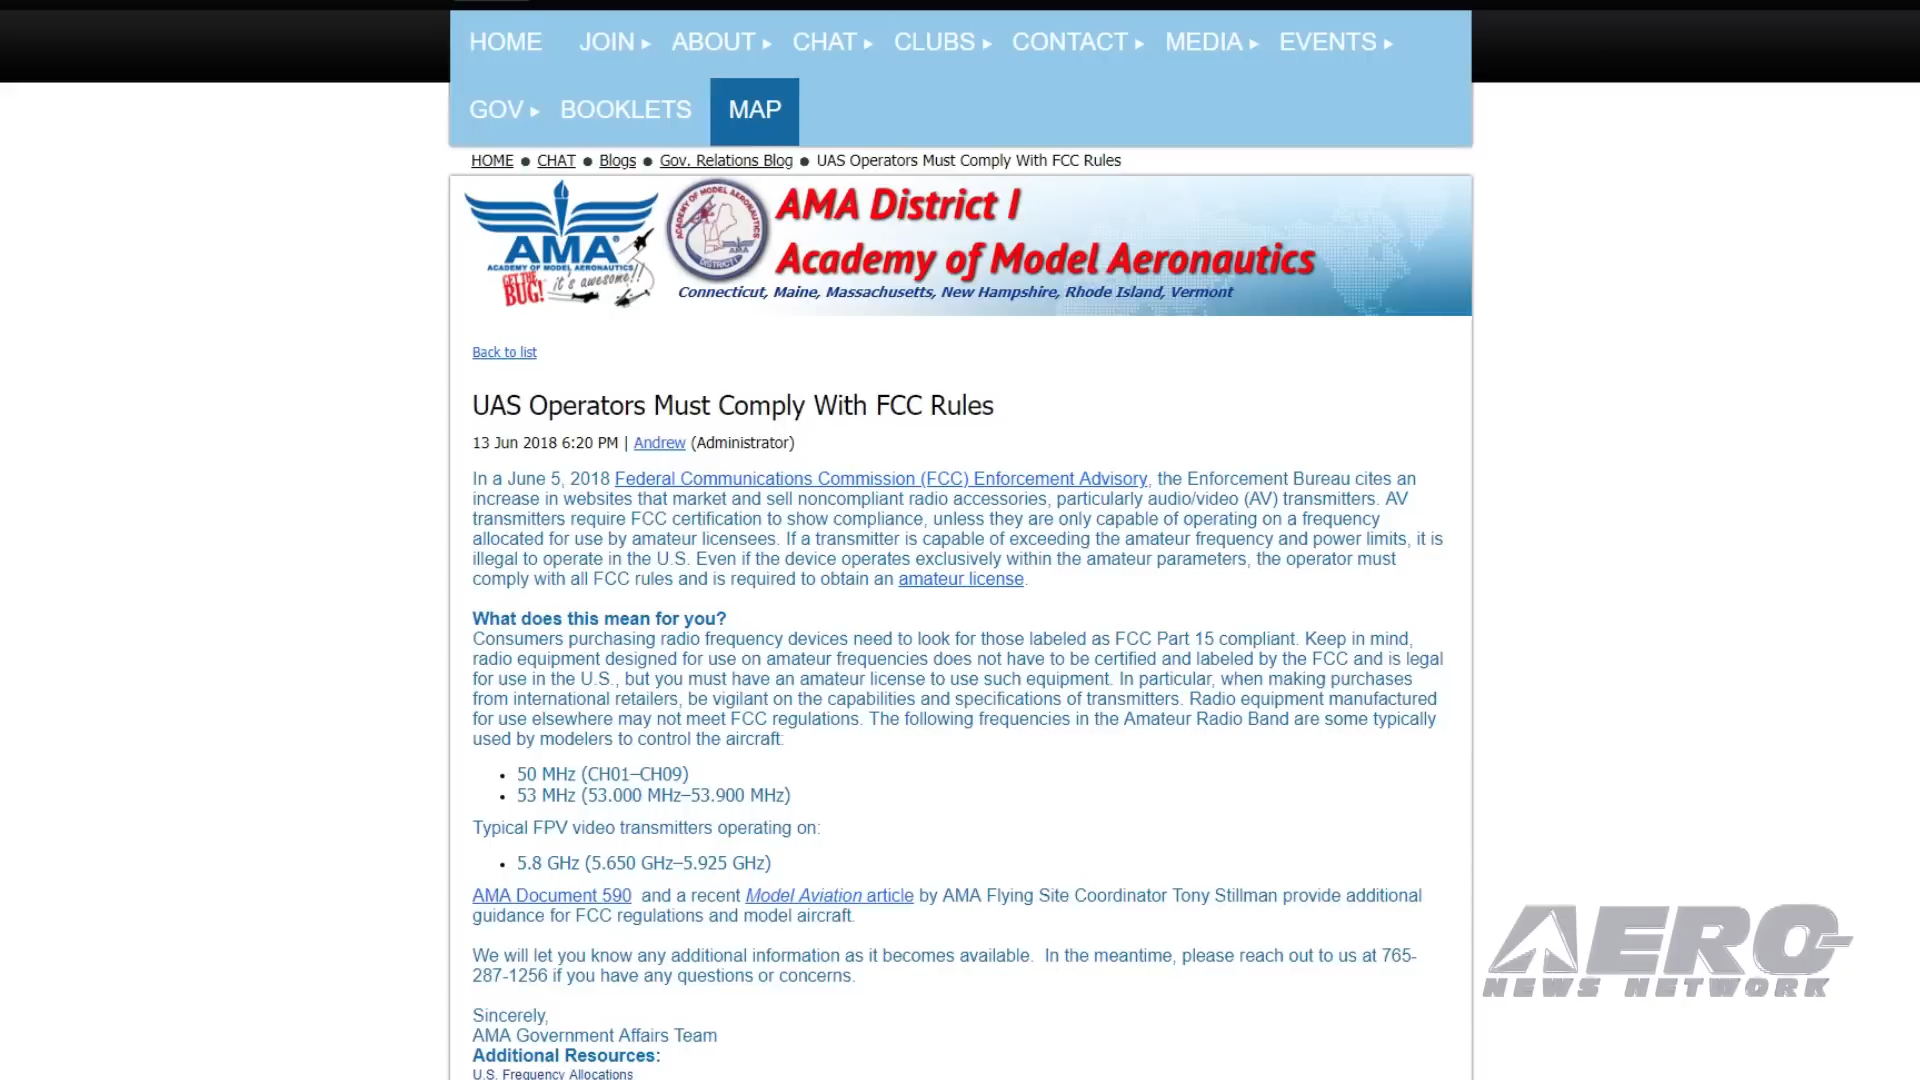 HOME JOIN ABOUT CHAT CLUBS CONTACT MEDIA EVENTS
GOV BOOKLETS MAP
HOME ● CHAT ● Blogs ● Gov. Relations Blog ● UAS Operators Must Comply With FCC Rules
AMA
ACADEMY OF MODEL AERONAUTICS
GET THE BUG! it's awesome!!
ACADEMY OF MODEL AERONAUTICS
AMA
DISTRICT I
AMA District I
Academy of Model Aeronautics
Connecticut, Maine, Massachusetts, New Hampshire, Rhode Island, Vermont
Back to list
UAS Operators Must Comply With FCC Rules
13 Jun 2018 6:20 PM | Andrew (Administrator)
In a June 5, 2018 Federal Communications Commission (FCC) Enforcement Advisory, the Enforcement Bureau cites an
increase in websites that market and sell noncompliant radio accessories, particularly audio/video (AV) transmitters. AV
transmitters require FCC certification to show compliance, unless they are only capable of operating on a frequency
allocated for use by amateur licensees. If a transmitter is capable of exceeding the amateur frequency and power limits, it is
illegal to operate in the U.S. Even if the device operates exclusively within the amateur parameters, the operator must
comply with all FCC rules and is required to obtain an amateur license.
What does this mean for you?
Consumers purchasing radio frequency devices need to look for those labeled as FCC Part 15 compliant. Keep in mind,
radio equipment designed for use on amateur frequencies does not have to be certified and labeled by the FCC and is legal
for use in the U.S., but you must have an amateur license to use such equipment. In particular, when making purchases
from international retailers, be vigilant on the capabilities and specifications of transmitters. Radio equipment manufactured
for use elsewhere may not meet FCC regulations. The following frequencies in the Amateur Radio Band are some typically
used by modelers to control the aircraft:
• 50 MHz (CH01–CH09)
• 53 MHz (53.000 MHz–53.900 MHz)
Typical FPV video transmitters operating on:
• 5.8 GHz (5.650 GHz–5.925 GHz)
AMA Document 590 and a recent Model Aviation article by AMA Flying Site Coordinator Tony Stillman provide additional
guidance for FCC regulations and model aircraft.
We will let you know any additional information as it becomes available. In the meantime, please reach out to us at 765-
287-1256 if you have any questions or concerns.
Sincerely,
AMA Government Affairs Team
Additional Resources:
U.S. Frequency Allocations
AERO-
NEWS NETWORK